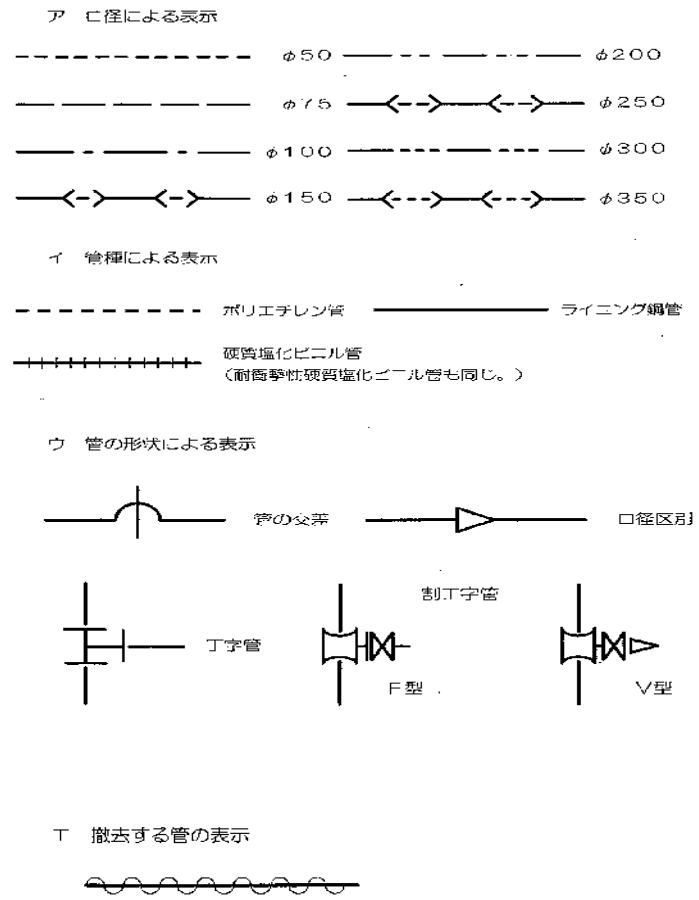 ア 口径による表示
φ50
φ200
φ75
φ250
φ100
φ300
φ150
φ350
イ 管種による表示
ポリエチレン管
ライニング鋼管
硬質塩化ビニル管
(耐衝撃性硬質塩化ビニル管も同じ。)
ウ 管の形状による表示
管の交差
口径区別
割丁字管
丁字管
F型
V型
エ 撤去する管の表示